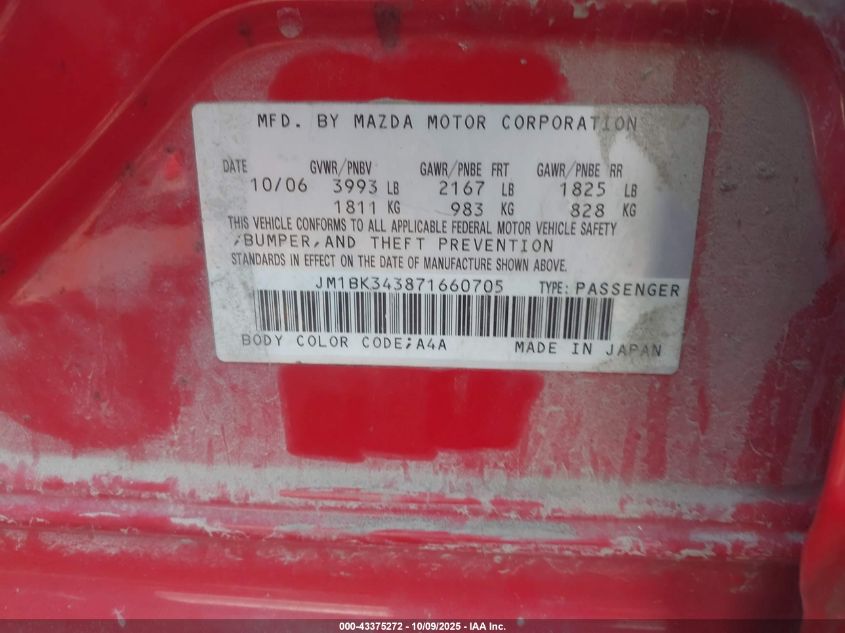 MFD. BY MAZDA MOTOR CORPORATION
DATE GVWR/PNBV GAWR/PNBE FRT GAWR/PNBE RR
10/06 3993 LB 2167 LB 1825 LB
1811 KG 983 KG 828 KG
THIS VEHICLE CONFORMS TO ALL APPLICABLE FEDERAL MOTOR VEHICLE SAFETY
,BUMPER,AND THEFT PREVENTION
STANDARDS IN EFFECT ON THE DATE OF MANUFACTURE SHOWN ABOVE.
JM1BK343871660705 TYPE: PASSENGER
BODY COLOR CODE;A4A MADE IN JAPAN
000-43375272 - 10/09/2025 - IAA Inc.